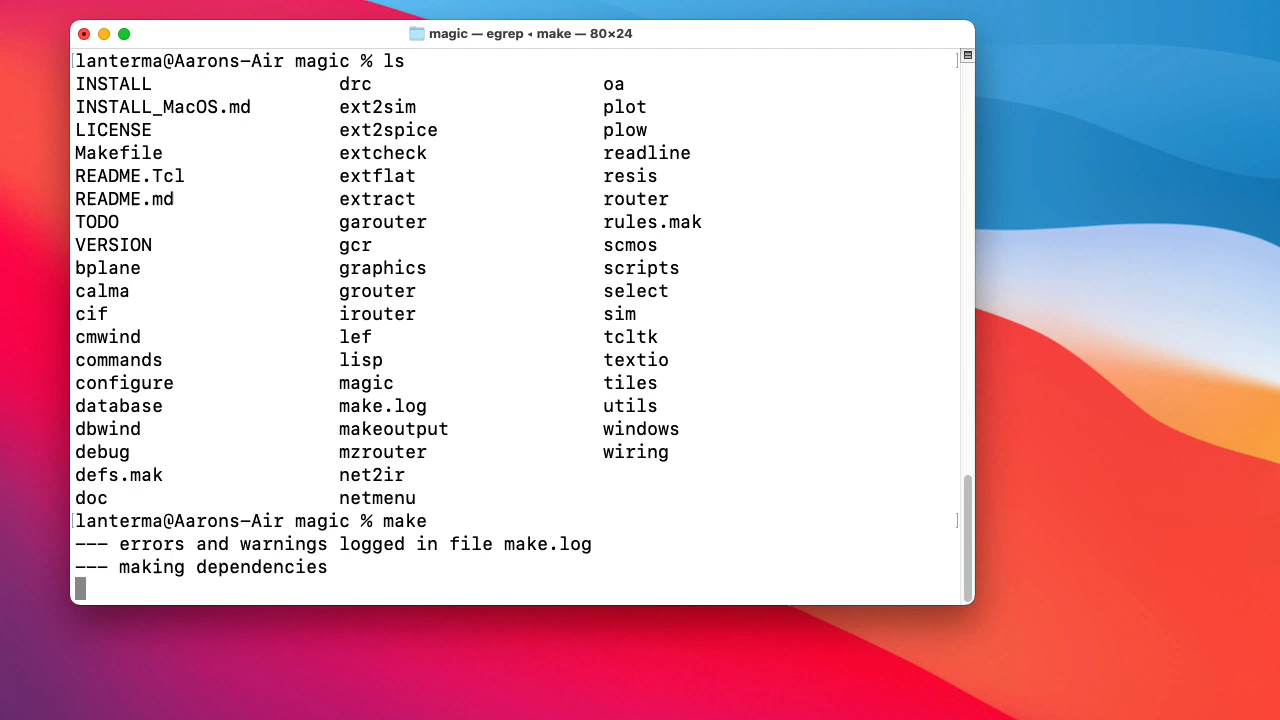 magic — egrep ◂ make — 80×24
lanterma@Aarons-Air magic % ls
INSTALL drc oa
INSTALL_MacOS.md ext2sim plot
LICENSE ext2spice plow
Makefile extcheck readline
README.Tcl extflat resis
README.md extract router
TODO garouter rules.mak
VERSION gcr scmos
bplane graphics scripts
calma grouter select
cif irouter sim
cmwind lef tcltk
commands lisp textio
configure magic tiles
database make.log utils
dbwind makeoutput windows
debug mzrouter wiring
defs.mak net2ir
doc netmenu
lanterma@Aarons-Air magic % make
--- errors and warnings logged in file make.log
--- making dependencies